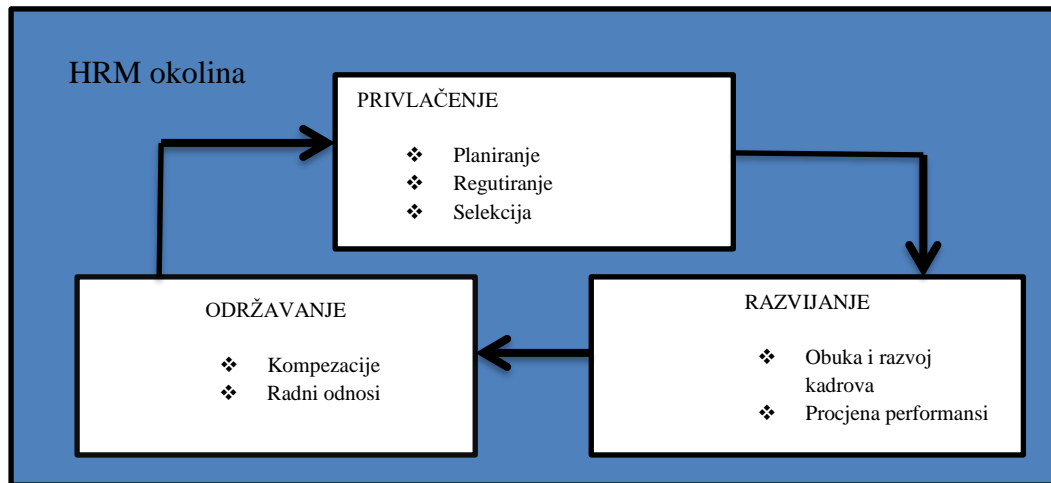 HRM okolina
PRIVLAČENJE
❖ Planiranje
❖ Regutiranje
❖ Selekcija
ODRŽAVANJE
❖ Kompezacije
❖ Radni odnosi
RAZVIJANJE
❖ Obuka i razvoj
kadrova
❖ Procjena performansi